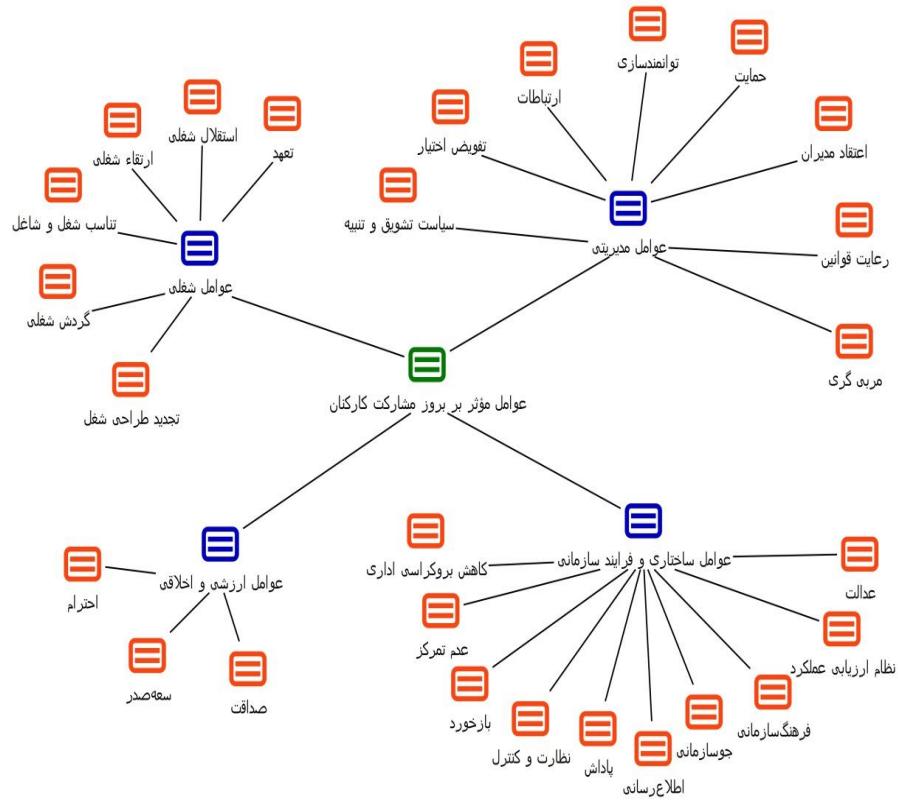 توانمندسازی
حمایت
ارتباطات
تفویض اختیار
اعتقاد مدیران
سیاست تشویق و تنبیه
رعایت قوانین
عوامل مدیریتی
مربی گری
تعهد
استقلال شغلی
ارتقاء شغلی
تناسب شغل و شاغل
عوامل شغلی
گردش شغلی
تجدید طراحی شغل
عوامل مؤثر بر بروز مشارکت کارکنان
عوامل ساختاری و فرایند سازمانی
کاهش بروکراسی اداری
عدالت
عدم تمرکز
نظام ارزیابی عملکرد
بازخورد
فرهنگ‌سازمانی
نظارت و کنترل
جوسازمانی
پاداش
اطلاع‌رسانی
عوامل ارزشی و اخلاقی
احترام
سعه‌صدر
صداقت